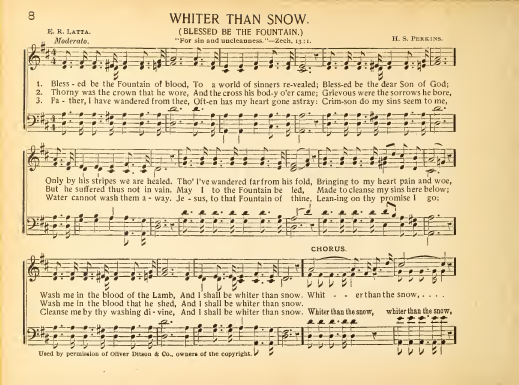 8
WHITER THAN SNOW.
(BLESSED BE THE FOUNTAIN.)
E. R. LATTA.
Moderato.
"For sin and uncleanness."—Zech, 13:1.
H. S. PERKINS.
1. Bless - ed be the Fountain of blood, To a world of sinners re-vealed; Bless-ed be the dear Son of God;
2. Thorny was the crown that he wore, And the cross his bod-y o'er came; Grievous were the sorrows he bore,
3. Fa - ther, I have wandered from thee, Oft-en has my heart gone astray: Crim-son do my sins seem to me,
Only by his stripes we are healed. Tho' I've wandered far from his fold, Bringing to my heart pain and woe,
But he suffered thus not in vain. May I to the Fountain be led, Made to cleanse my sins here below;
Water cannot wash them a - way. Je - sus, to that Fountain of thine, Lean-ing on thy promise I go;
CHORUS.
Wash me in the blood of the Lamb, And I shall be whiter than snow. Whit - - er than the snow, . . . .
Wash me in the blood that he shed, And I shall be whiter than snow.
Cleanse me by thy washing di - vine, And I shall be whiter than snow. Whiter than the snow, whiter than the snow,
Used by permission of Oliver Ditson & Co., owners of the copyright.